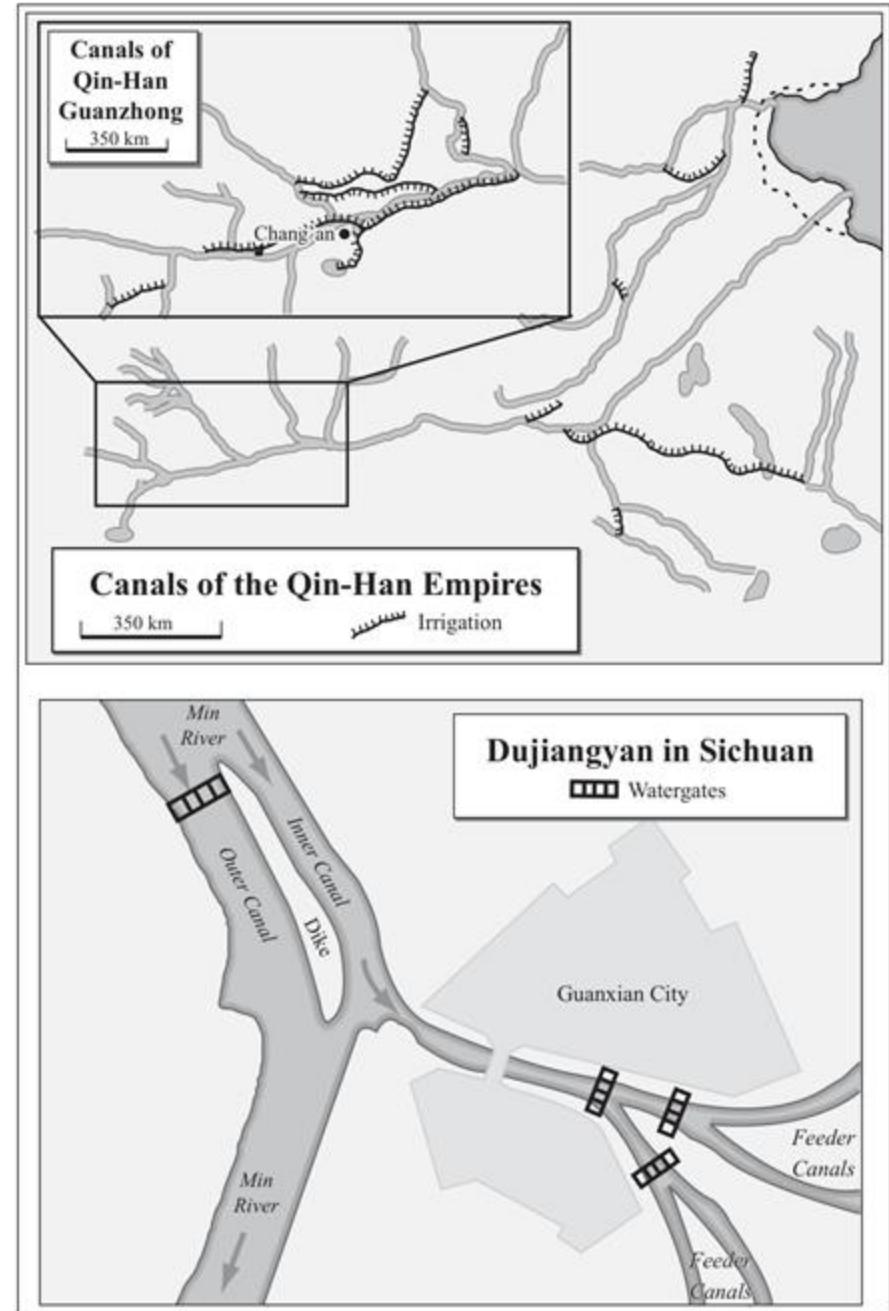 Canals of
Qin-Han
Guanzhong
350 km
Chang'an
Canals of the Qin-Han Empires
350 km
Irrigation
Min
River
Dujiangyan in Sichuan
Watergates
Inner Canal
Outer Canal
Dike
Guanxian City
Feeder
Canals
Min
River
Feeder
Canals